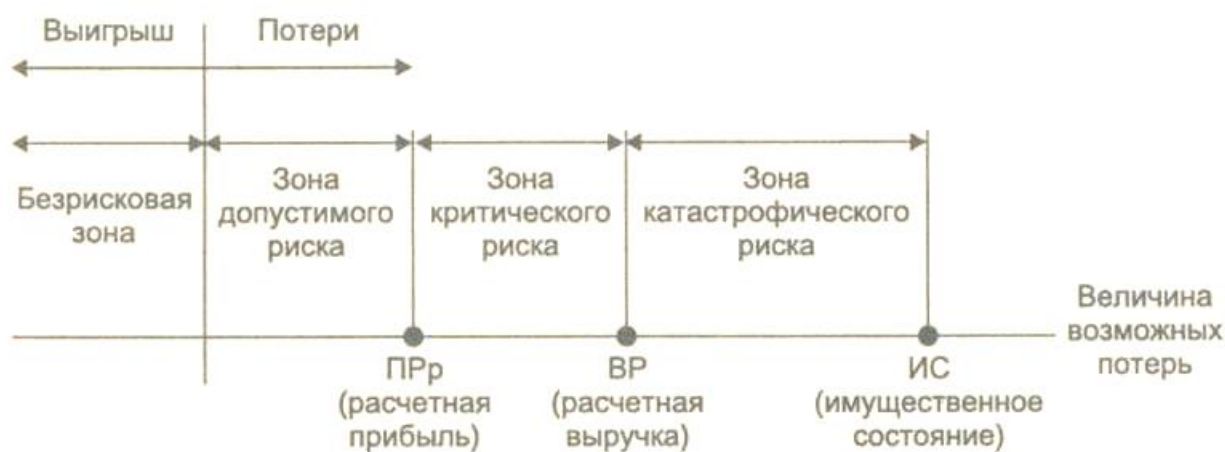 Выигрыш
Потери
Безрисковая
зона
Зона
допустимого
риска
Зона
критического
риска
Зона
катастрофического
риска
Величина
возможных
потерь
ПРр
(расчетная
прибыль)
ВР
(расчетная
выручка)
ИС
(имущественное
состояние)